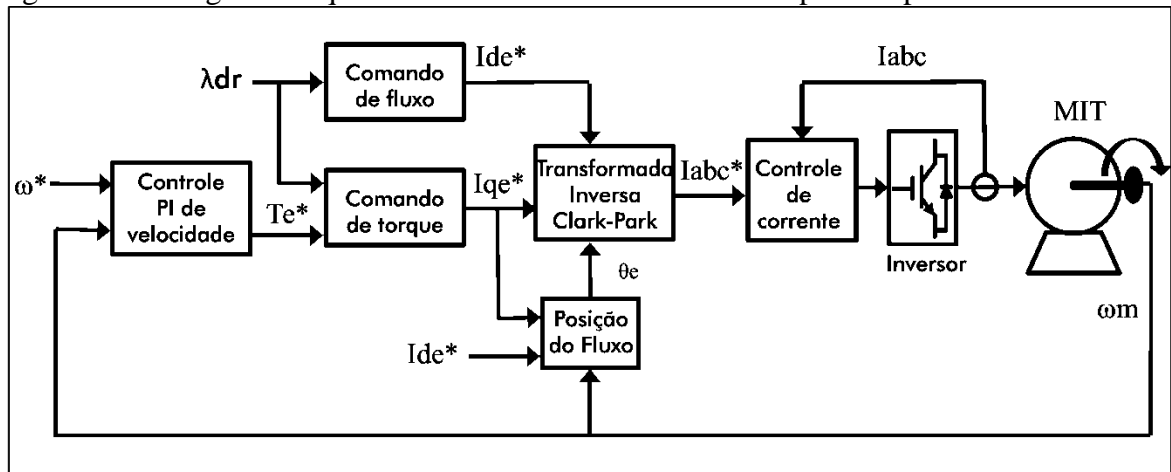 λdr
Comando
de fluxo
Ide*
Iabc
MIT
ω*
Controle
PI de
velocidade
Te*
Comando
de torque
Iqe*
Transformada
Inversa
Clark-Park
Iabc*
Controle
de
corrente
Inversor
θe
Posição
do Fluxo
Ide*
ωm